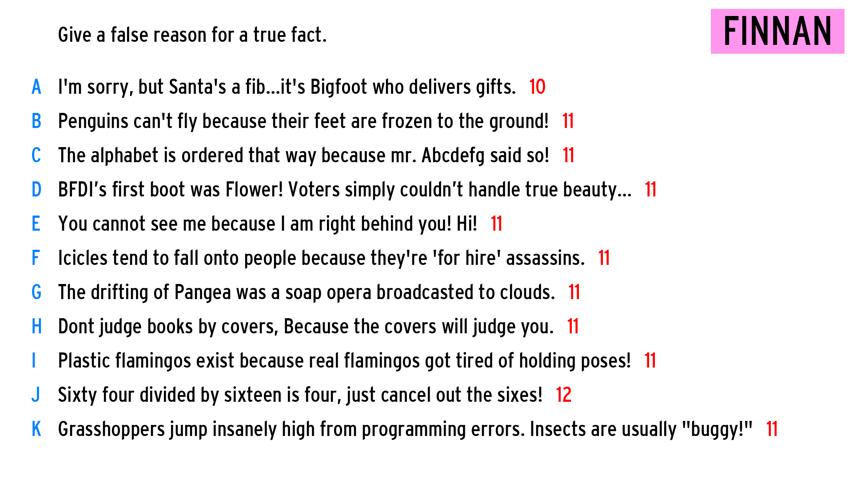 Give a false reason for a true fact.
FINNAN
A I'm sorry, but Santa's a fib...it's Bigfoot who delivers gifts. 10
B Penguins can't fly because their feet are frozen to the ground! 11
C The alphabet is ordered that way because mr. Abcdefg said so! 11
D BFDI’s first boot was Flower! Voters simply couldn’t handle true beauty... 11
E You cannot see me because I am right behind you! Hi! 11
F Icicles tend to fall onto people because they're 'for hire' assassins. 11
G The drifting of Pangea was a soap opera broadcasted to clouds. 11
H Dont judge books by covers, Because the covers will judge you. 11
I Plastic flamingos exist because real flamingos got tired of holding poses! 11
J Sixty four divided by sixteen is four, just cancel out the sixes! 12
K Grasshoppers jump insanely high from programming errors. Insects are usually "buggy!" 11